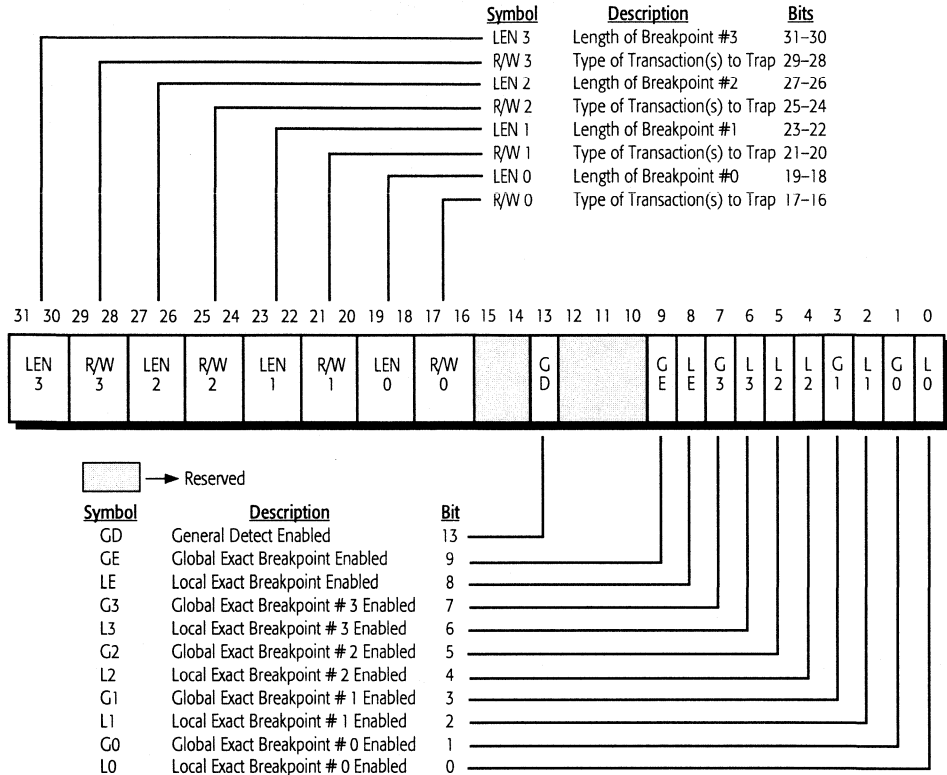 Symbol Description Bits
LEN 3 Length of Breakpoint #3 31–30
R/W 3 Type of Transaction(s) to Trap 29–28
LEN 2 Length of Breakpoint #2 27–26
R/W 2 Type of Transaction(s) to Trap 25–24
LEN 1 Length of Breakpoint #1 23–22
R/W 1 Type of Transaction(s) to Trap 21–20
LEN 0 Length of Breakpoint #0 19–18
R/W 0 Type of Transaction(s) to Trap 17–16
31 30 29 28 27 26 25 24 23 22 21 20 19 18 17 16 15 14 13 12 11 10 9 8 7 6 5 4 3 2 1 0
LEN R/W LEN R/W LEN R/W LEN R/W G G L G L L L G L G L
3 3 2 2 1 1 0 0 D E E 3 3 2 2 1 1 0 0
Reserved
Symbol Description Bit
GD General Detect Enabled 13
GE Global Exact Breakpoint Enabled 9
LE Local Exact Breakpoint Enabled 8
G3 Global Exact Breakpoint # 3 Enabled 7
L3 Local Exact Breakpoint # 3 Enabled 6
G2 Global Exact Breakpoint # 2 Enabled 5
L2 Local Exact Breakpoint # 2 Enabled 4
G1 Global Exact Breakpoint # 1 Enabled 3
L1 Local Exact Breakpoint # 1 Enabled 2
G0 Global Exact Breakpoint # 0 Enabled 1
L0 Local Exact Breakpoint # 0 Enabled 0